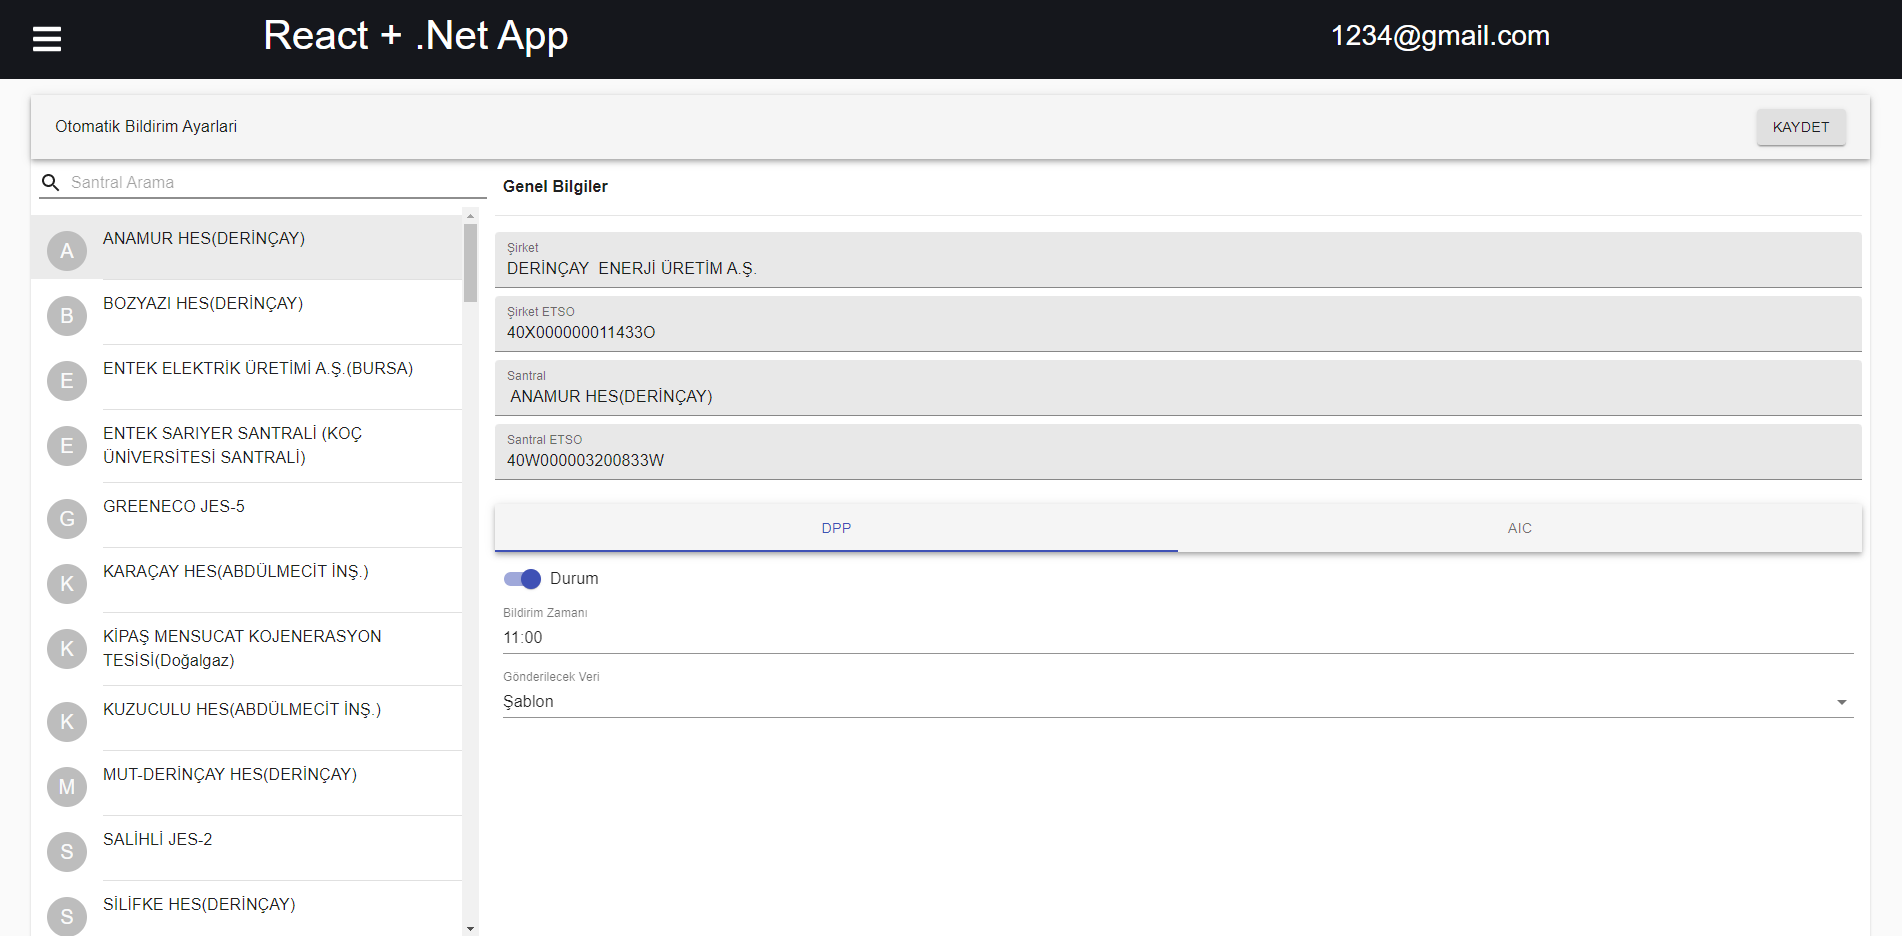 React + .Net App
1234@gmail.com
Otomatik Bildirim Ayarlari
KAYDET
Santral Arama
A
ANAMUR HES(DERİNÇAY)
B
BOZYAZI HES(DERİNÇAY)
E
ENTEK ELEKTRİK ÜRETİMİ A.Ş.(BURSA)
E
ENTEK SARIYER SANTRALİ (KOÇ
ÜNİVERSİTESİ SANTRALİ)
G
GREENECO JES-5
K
KARAÇAY HES(ABDÜLMECİT İNŞ.)
K
KİPAŞ MENSUCAT KOJENERASYON
TESİSİ(Doğalgaz)
K
KUZUCULU HES(ABDÜLMECİT İNŞ.)
M
MUT-DERİNÇAY HES(DERİNÇAY)
S
SALİHLİ JES-2
S
SİLİFKE HES(DERİNÇAY)
Genel Bilgiler
Şirket
DERİNÇAY  ENERJİ ÜRETİM A.Ş.
Şirket ETSO
40X000000011433O
Santral
ANAMUR HES(DERİNÇAY)
Santral ETSO
40W000003200833W
DPP
AIC
Durum
Bildirim Zamanı
11:00
Gönderilecek Veri
Şablon